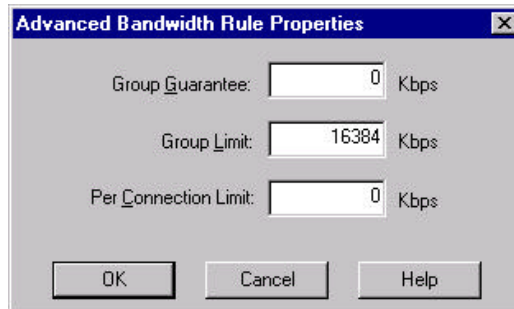 Advanced Bandwidth Rule Properties
Group Guarantee: 0 Kbps
Group Limit: 16384 Kbps
Per Connection Limit: 0 Kbps
OK Cancel Help